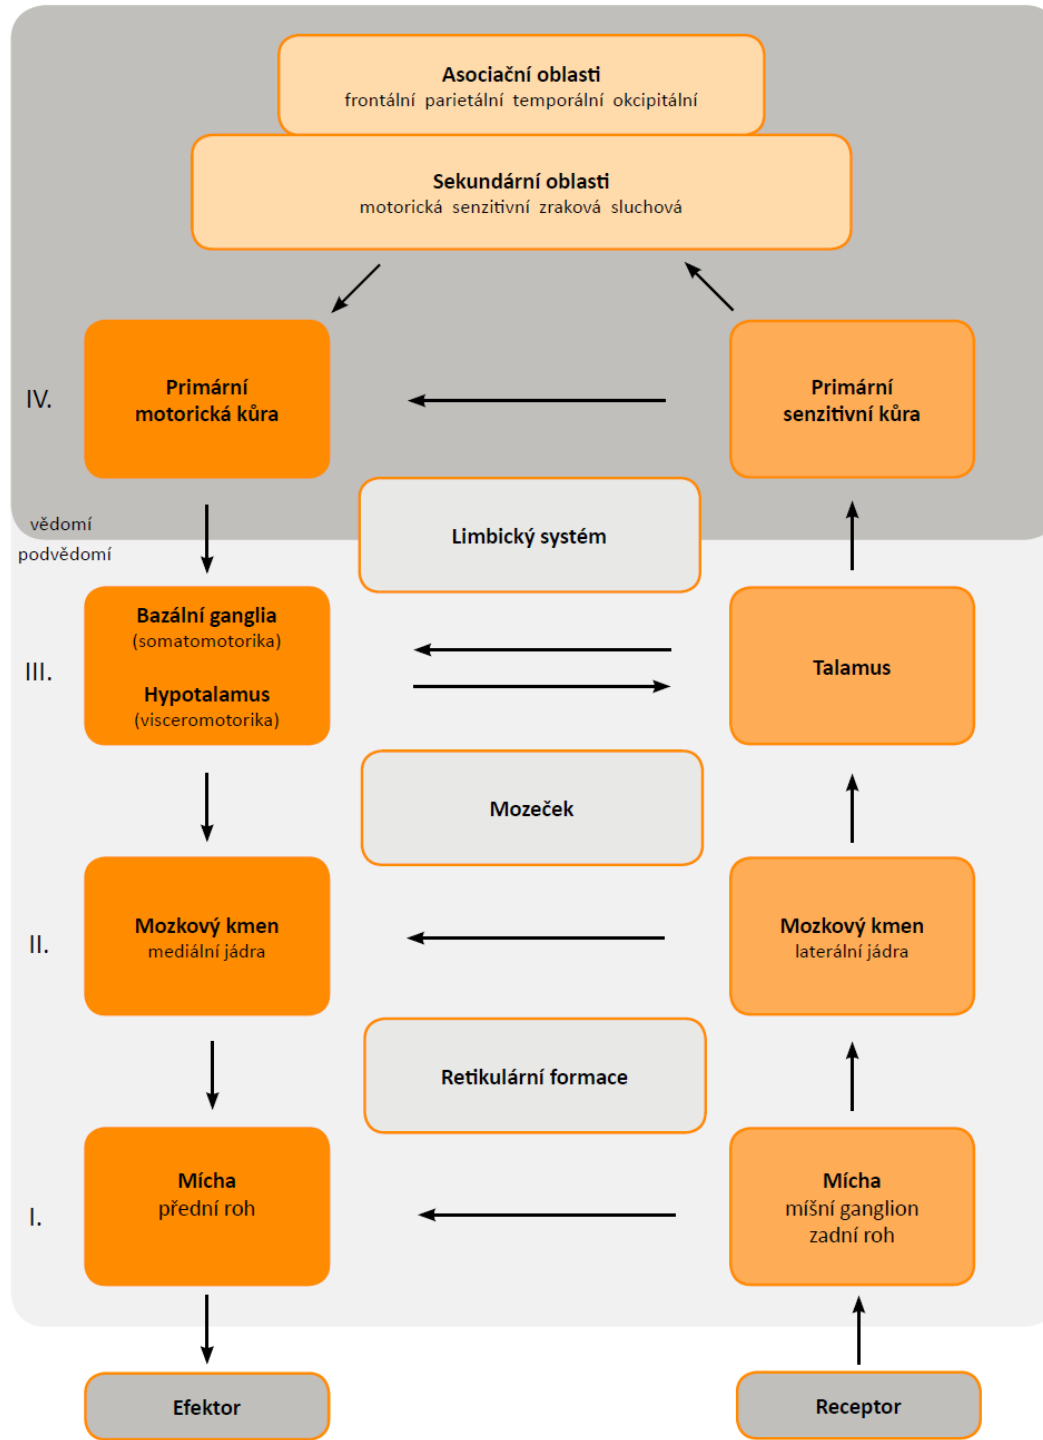 Asociační oblasti
frontální parietální temporální okcipitální
Sekundární oblasti
motorická senzitivní zraková sluchová
IV.
Primární
motorická kůra
Primární
senzitivní kůra
Limbický systém
vědomí
podvědomí
III.
Bazální ganglia
(somatomotorika)
Hypotalamus
(visceromotorika)
Talamus
Mozeček
II.
Mozkový kmen
mediální jádra
Mozkový kmen
laterální jádra
Retikulární formace
I.
Mícha
přední roh
Mícha
míšní ganglion
zadní roh
Efektor
Receptor